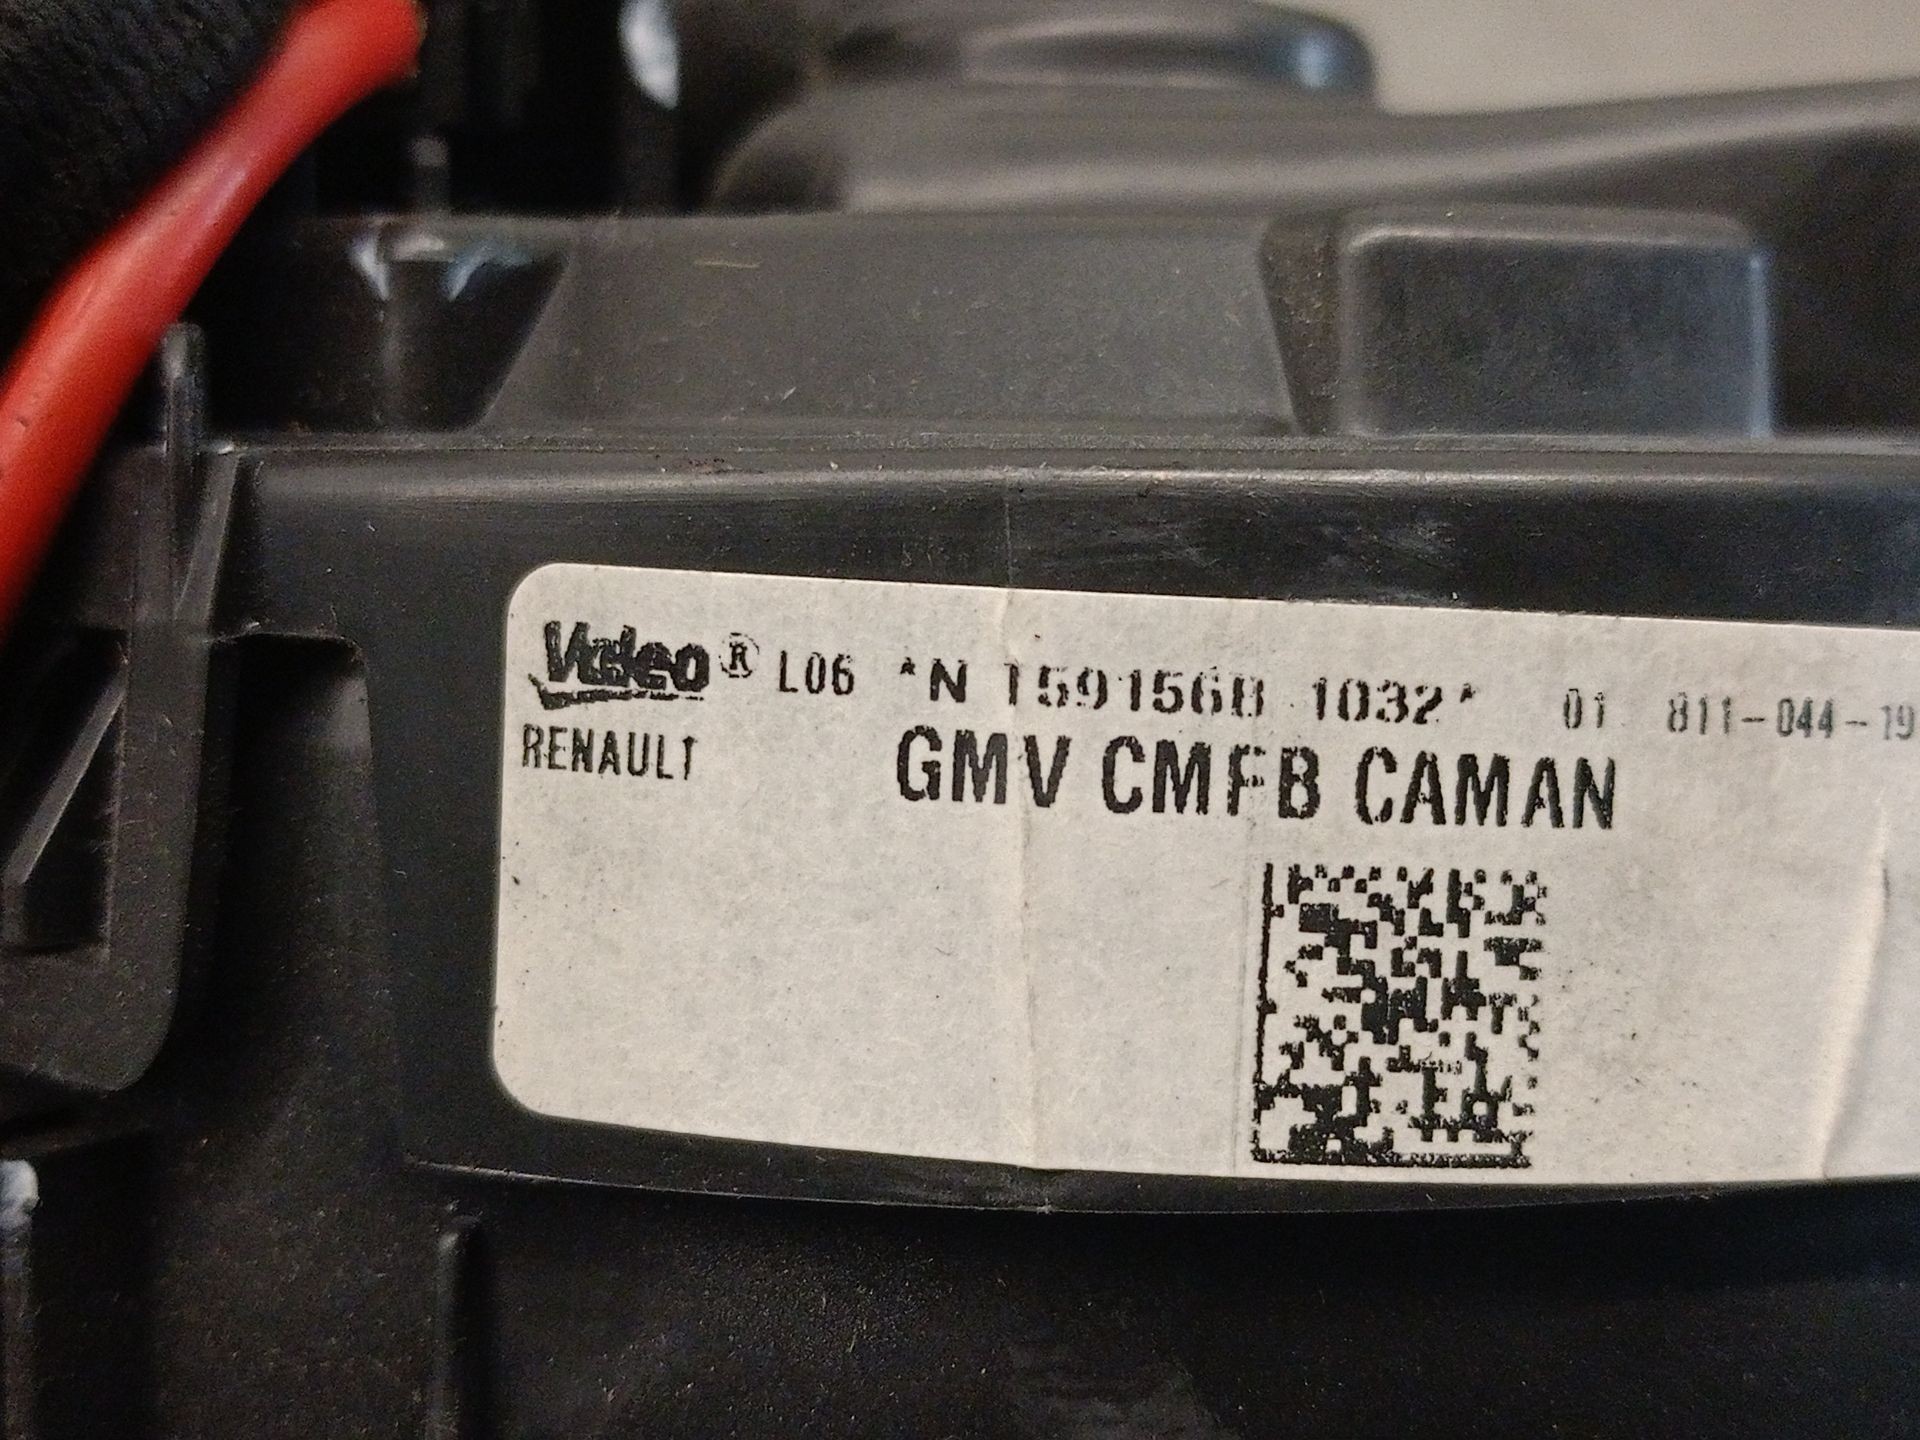 Valeo® L06 *N 1591568 1032* 01 811-044-19
RENAULT GMV CMFB CAMAN